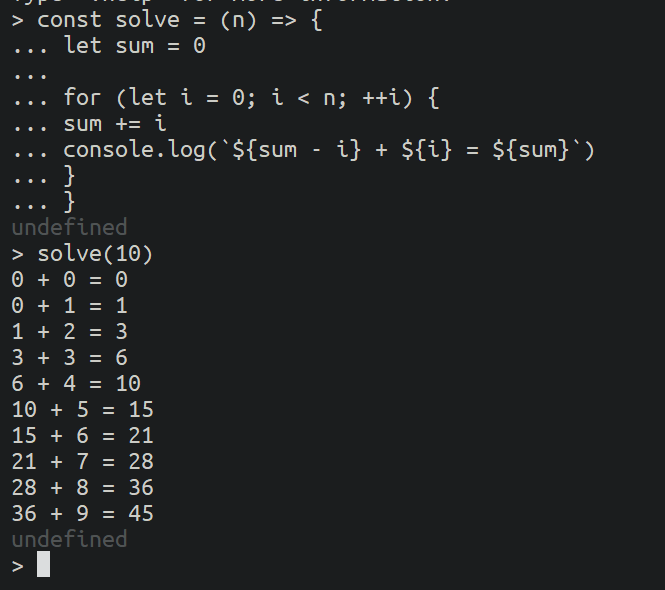 > const solve = (n) => {
... let sum = 0
...
... for (let i = 0; i < n; ++i) {
... sum += i
... console.log(`${sum - i} + ${i} = ${sum}`)
... }
... }
undefined
> solve(10)
0 + 0 = 0
0 + 1 = 1
1 + 2 = 3
3 + 3 = 6
6 + 4 = 10
10 + 5 = 15
15 + 6 = 21
21 + 7 = 28
28 + 8 = 36
36 + 9 = 45
undefined
>